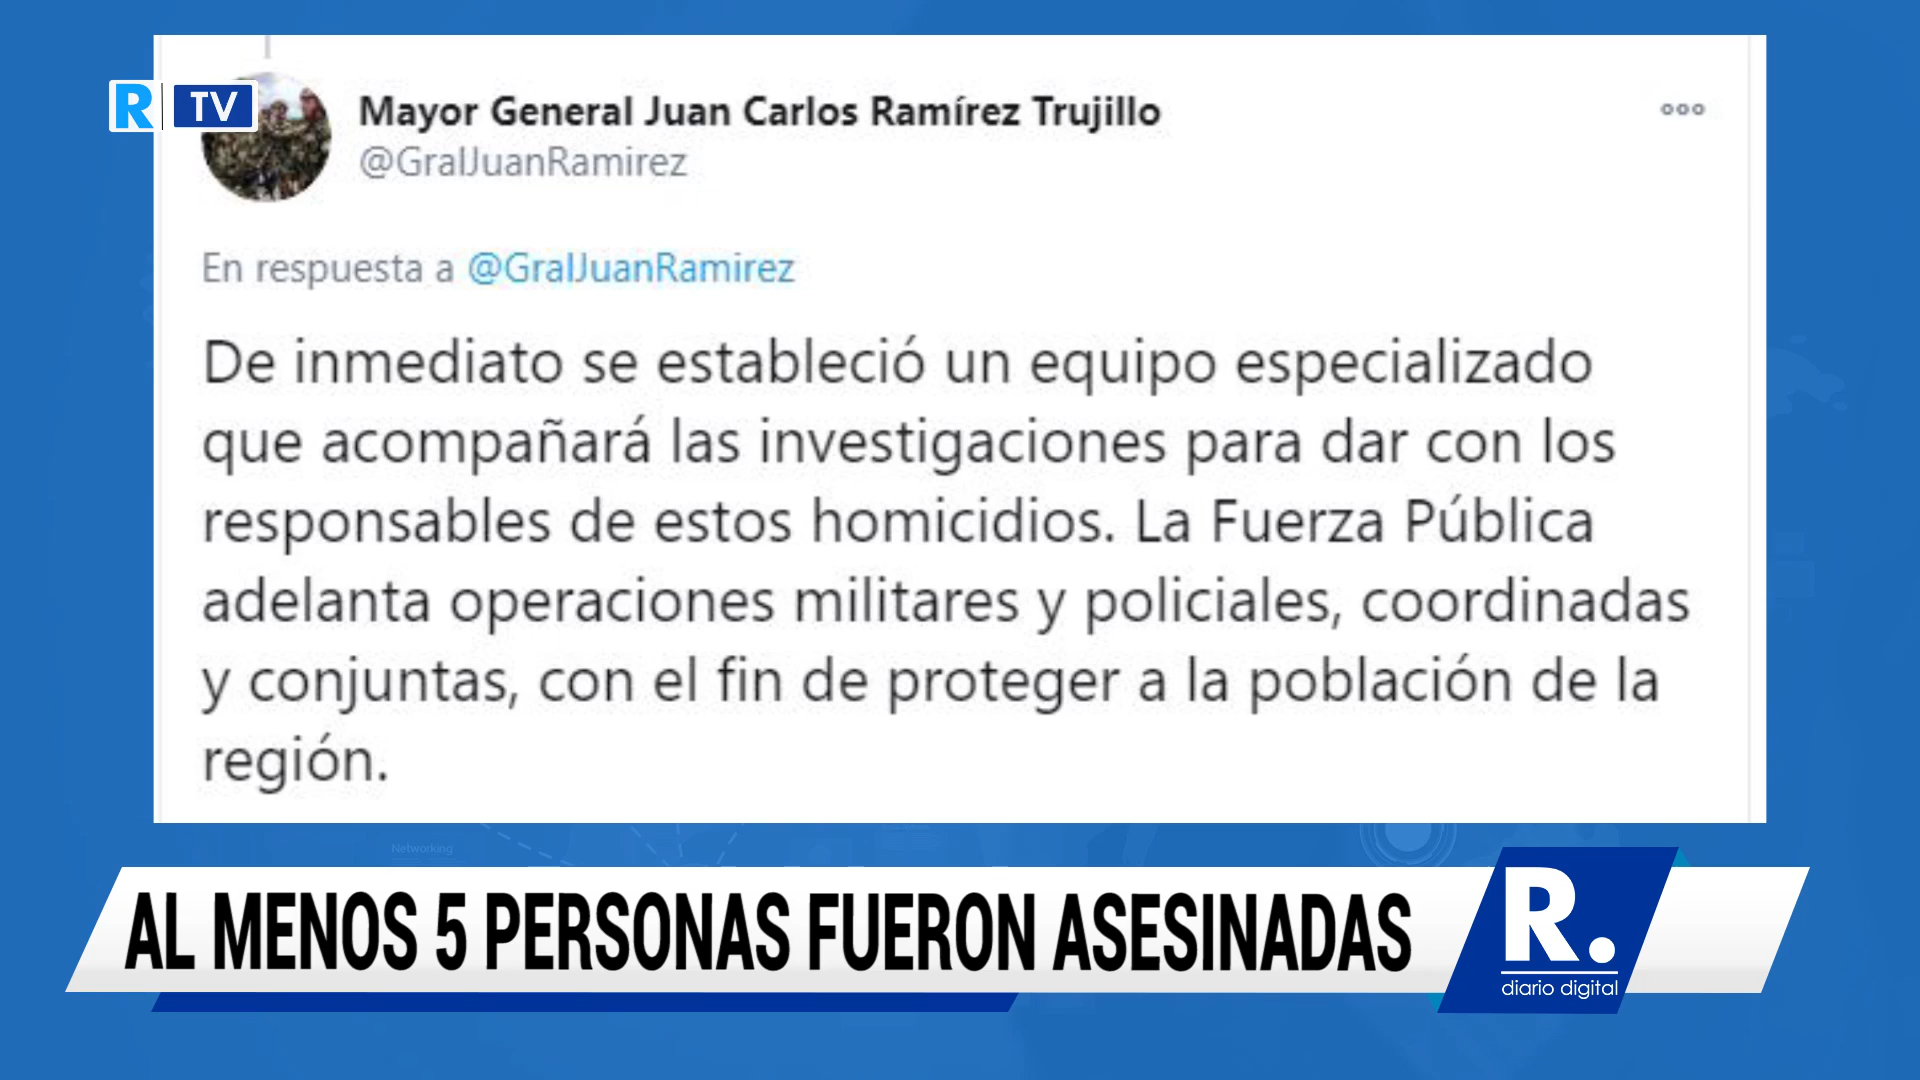 R TV
Mayor General Juan Carlos Ramírez Trujillo
@GralJuanRamirez
En respuesta a @GralJuanRamirez
De inmediato se estableció un equipo especializado
que acompañará las investigaciones para dar con los
responsables de estos homicidios. La Fuerza Pública
adelanta operaciones militares y policiales, coordinadas
y conjuntas, con el fin de proteger a la población de la
región.
Networking
AL MENOS 5 PERSONAS FUERON ASESINADAS
R.
diario digital